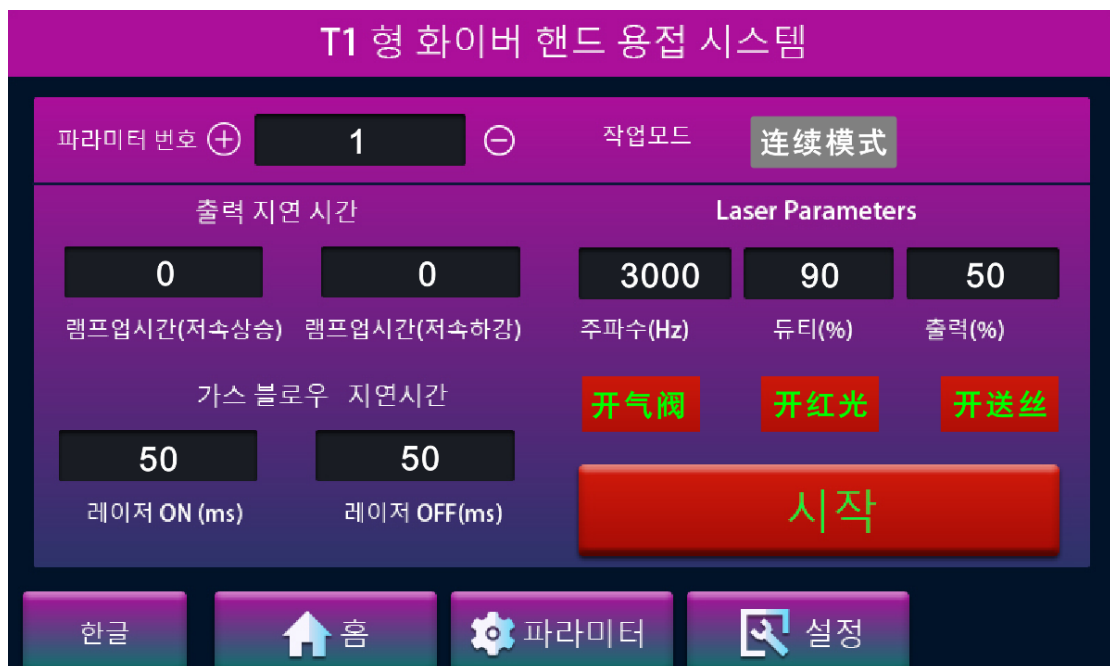 T1 형 화이버 핸드 용접 시스템
파라미터 번호 1 작업모드 连续模式
출력 지연 시간
0 0
램프업시간(저속상승) 램프업시간(저속하강)
가스 블로우 지연시간
50 50
레이저 ON (ms) 레이저 OFF(ms)
Laser Parameters
3000 90 50
주파수(Hz) 듀티(%) 출력(%)
开气阀 开红光 开送丝
시작
한글 홈 파라미터 설정